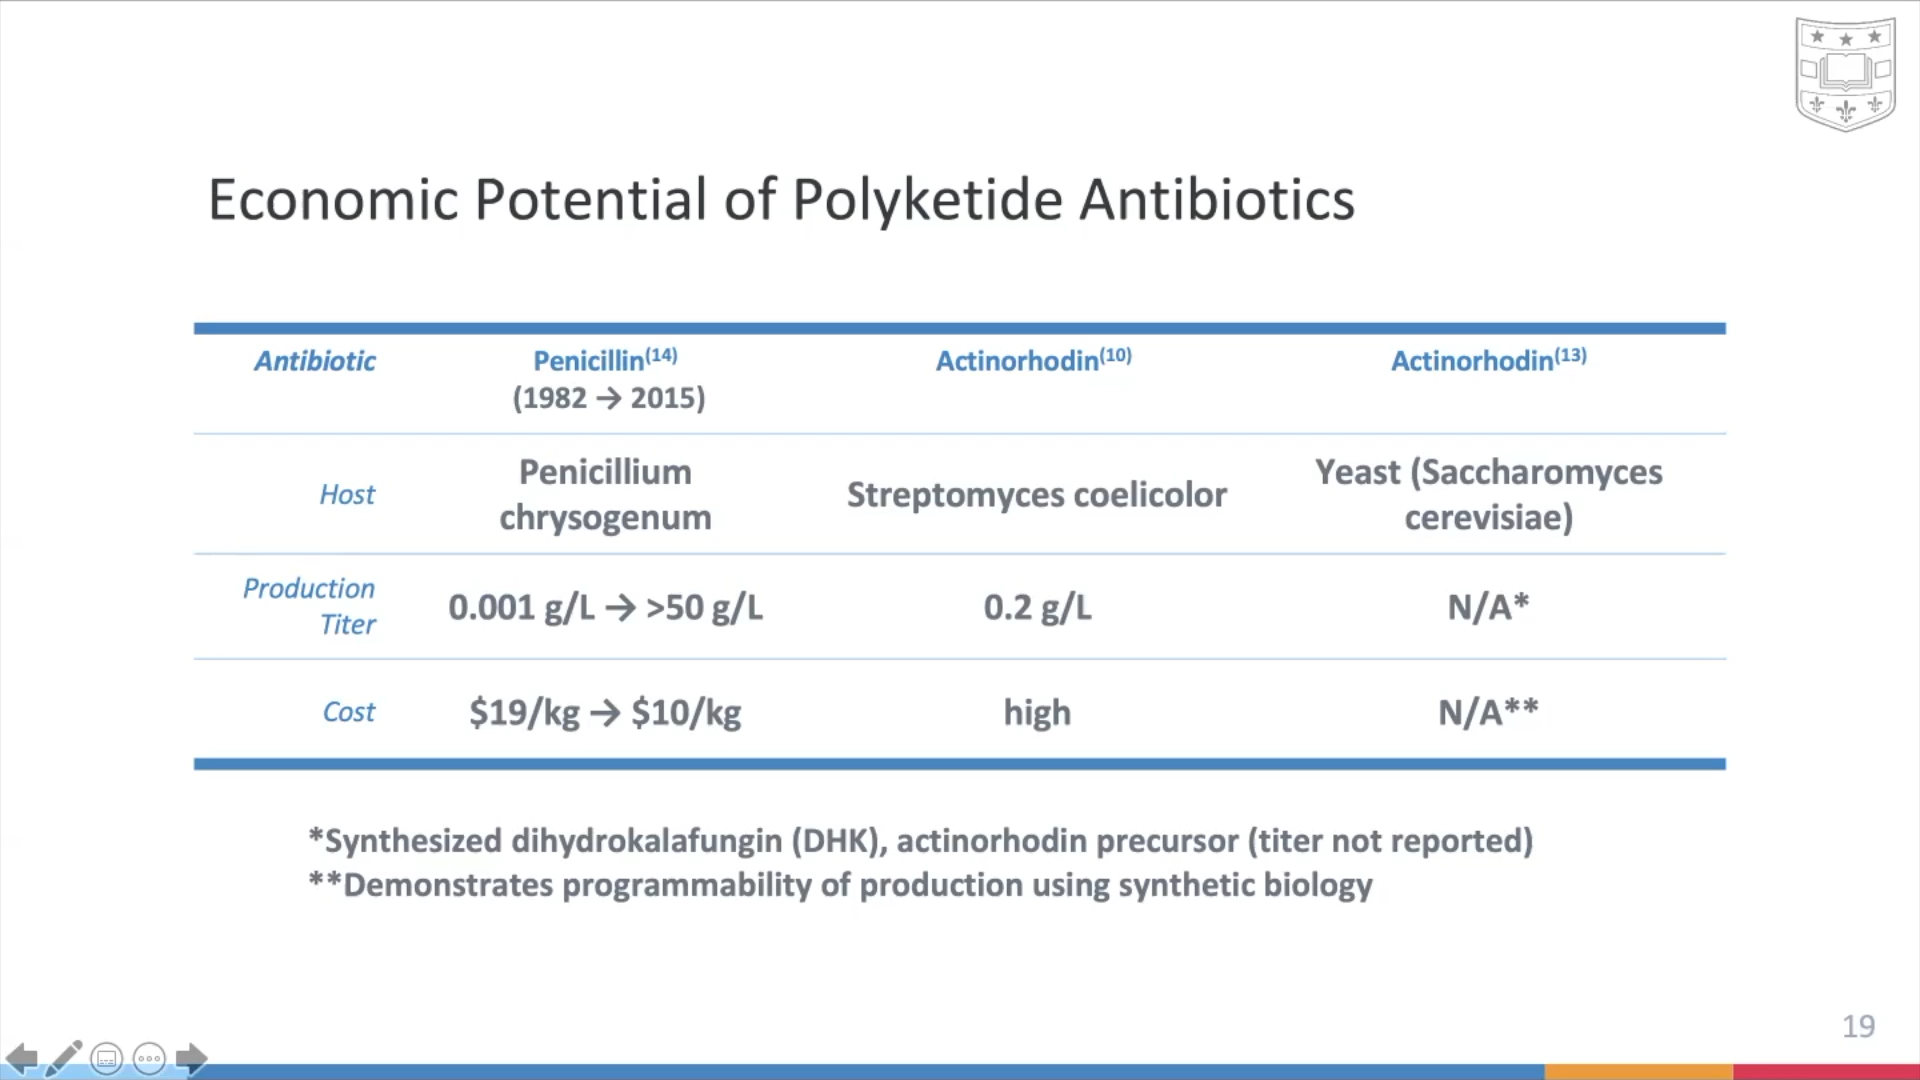 Economic Potential of Polyketide Antibiotics
Antibiotic Penicillin(14) Actinorhodin(10) Actinorhodin(13)
(1982 → 2015)
Host Penicillium chrysogenum Streptomyces coelicolor Yeast (Saccharomyces cerevisiae)
Production Titer 0.001 g/L → >50 g/L 0.2 g/L N/A*
Cost $19/kg → $10/kg high N/A**
*Synthesized dihydrokalafungin (DHK), actinorhodin precursor (titer not reported)
**Demonstrates programmability of production using synthetic biology
19